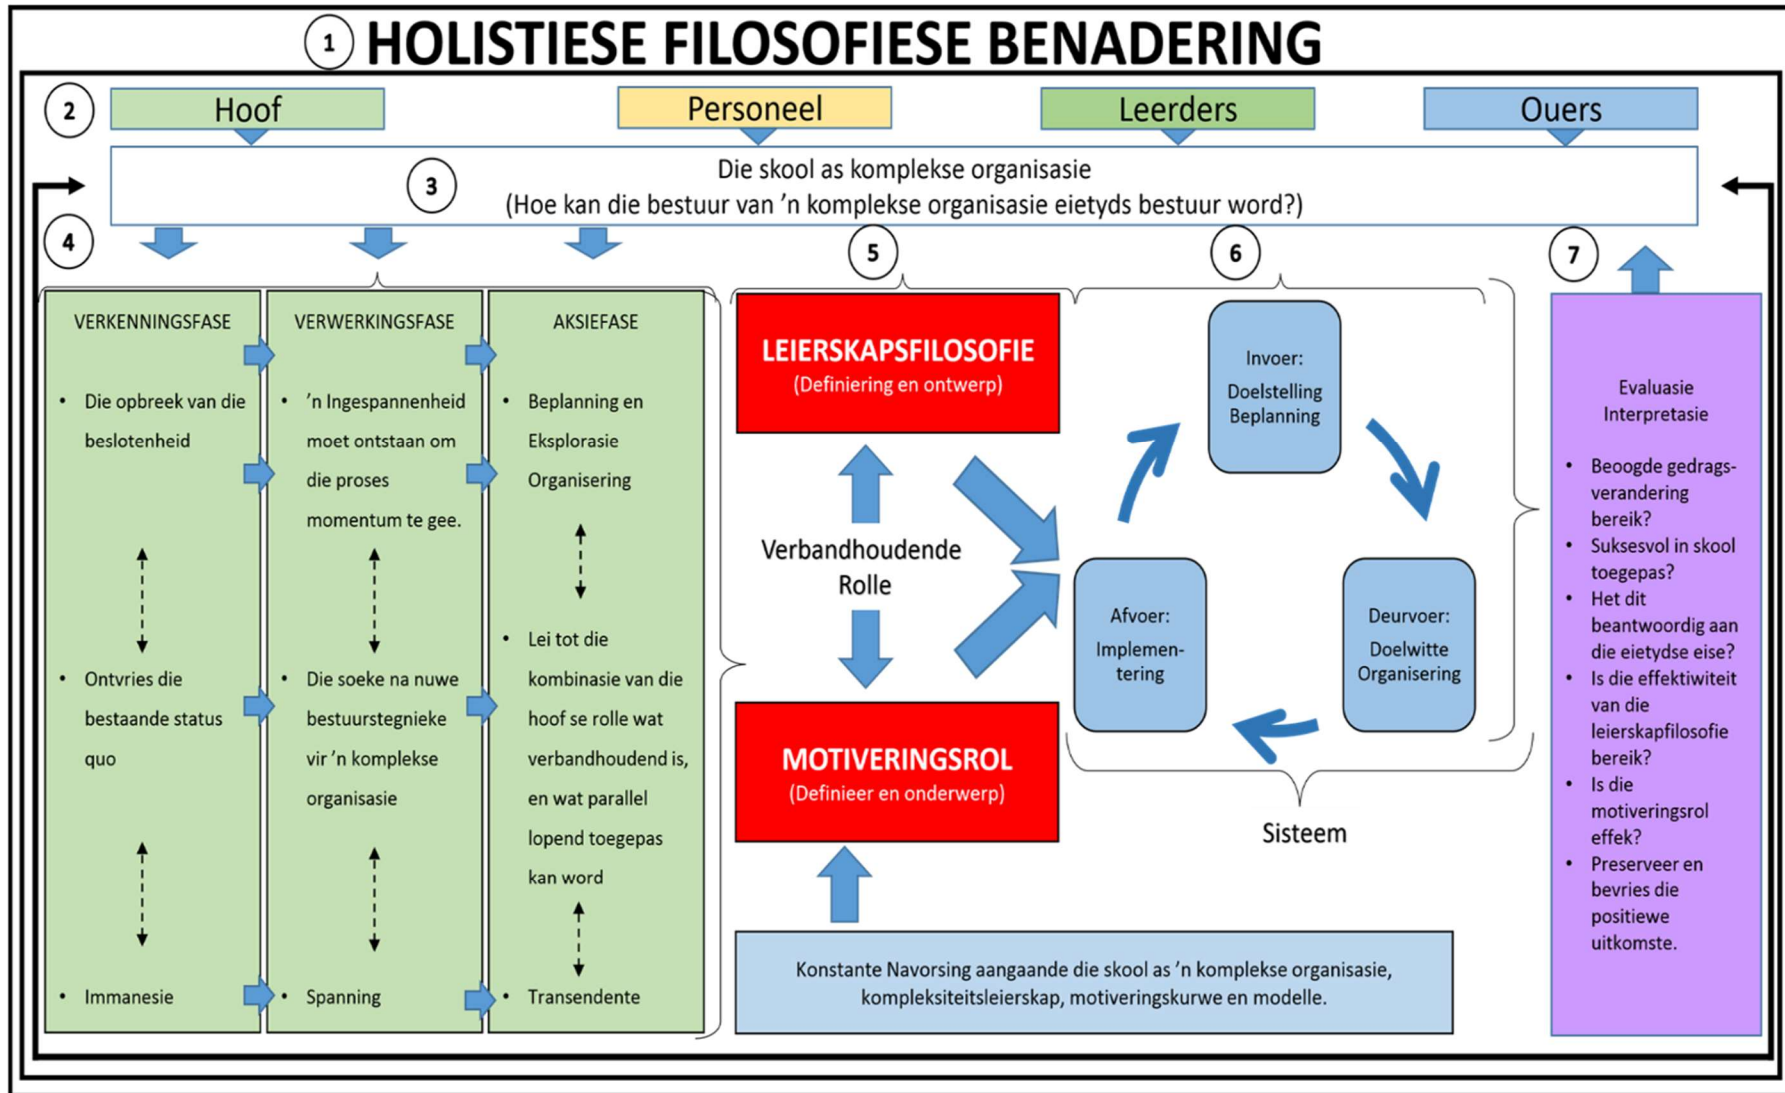 1 HOLISTIESE FILOSOFIESE BENADERING
2
Hoof
Personeel
Leerders
Ouers
3
Die skool as komplekse organisasie
(Hoe kan die bestuur van 'n komplekse organisasie eietyds bestuur word?)
4
VERKENNINGSFASE
• Die opbreek van die
beslotenheid
• Ontvries die
bestaande status
quo
• Immanesie
VERWERKINGSFASE
• 'n Ingespannenheid
moet ontstaan om
die proses
momentum te gee.
• Die soeke na nuwe
bestuurstegnieke
vir 'n komplekse
organisasie
• Spanning
AKSIEFASE
• Beplanning en
Eksplorasie
Organisering
• Lei tot die
kombinasie van die
hoof se rolle wat
verbandhoudend is,
en wat parallel
lopend toegepas
kan word
• Transendente
5
LEIERSKAPSFILOSOFIE
(Definiering en ontwerp)
Verbandhoudende
Rolle
MOTIVERINGSROL
(Definieer en onderwerp)
Konstante Navorsing aangaande die skool as 'n komplekse organisasie,
kompleksiteitsleierskap, motiveringskurwe en modelle.
6
Invoer:
Doelstelling
Beplanning
Deurvoer:
Doelwitte
Organisering
Afvoer:
Implemen-
tering
Sisteem
7
Evaluasie
Interpretasie
• Beoogde gedrags-
verandering
bereik?
• Suksesvol in skool
toegepas?
• Het dit
beantwoordig aan
die eietydse eise?
• Is die effektiwiteit
van die
leierskapfilosofie
bereik?
• Is die
motiveringsrol
effek?
• Preserveer en
bevries die
positiewe
uitkomste.